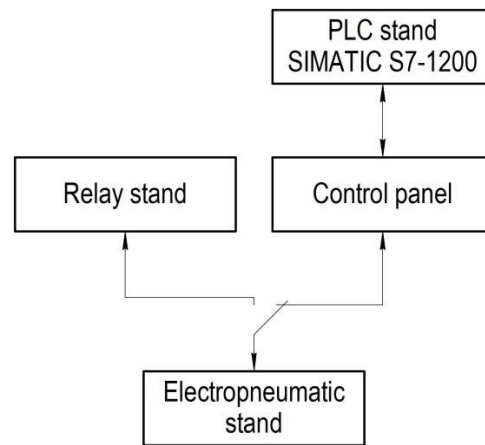 PLC stand
SIMATIC S7-1200
Relay stand
Control panel
Electropneumatic
stand